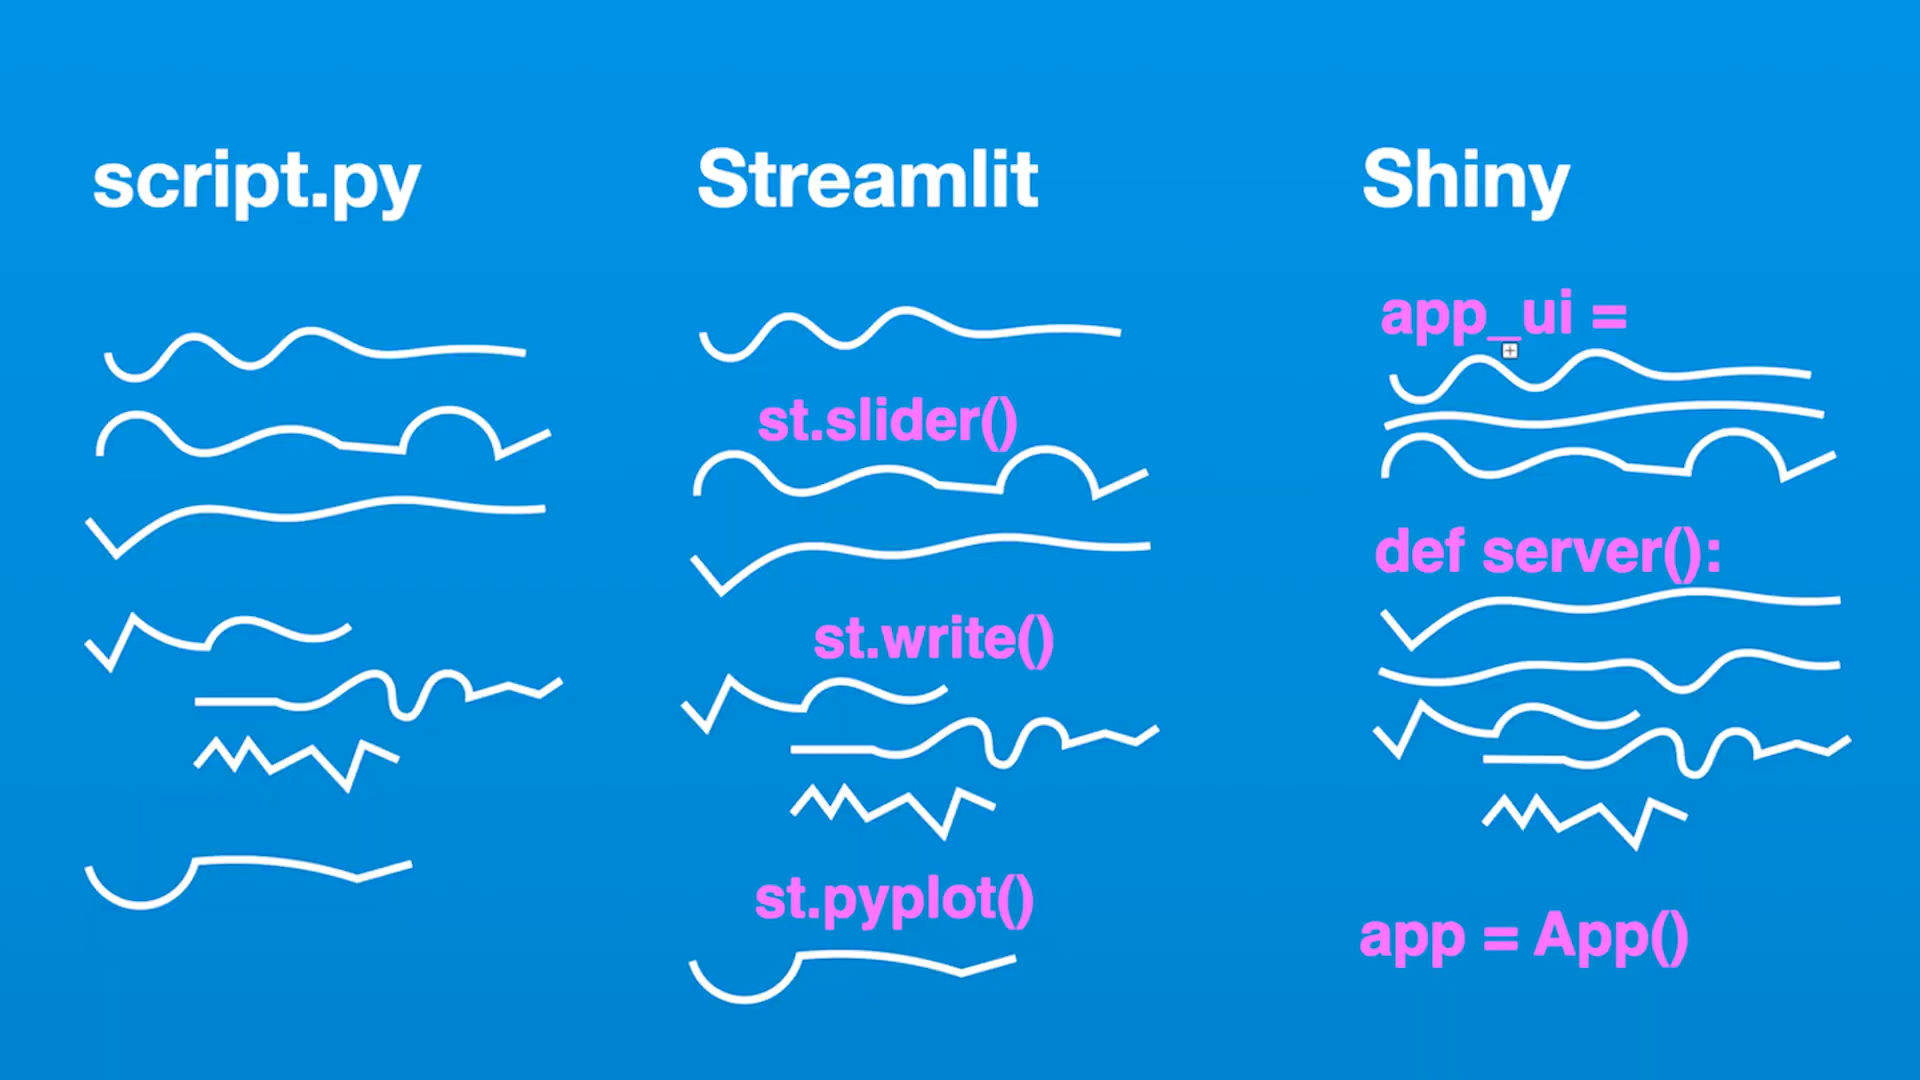 script.py
Streamlit
st.slider()
st.write()
st.pyplot()
Shiny
app_ui =
def server():
app = App()